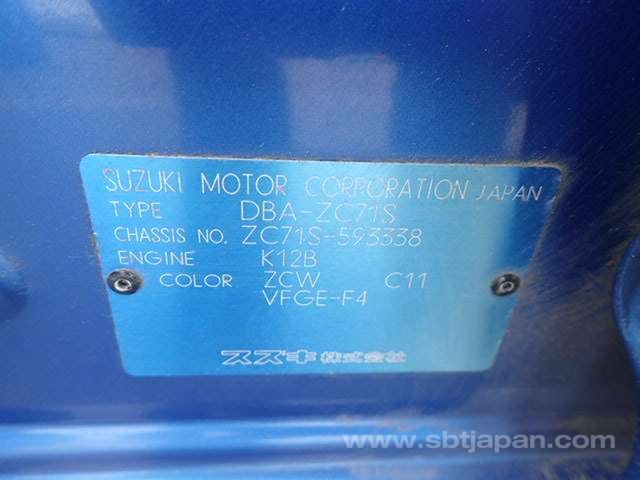 SUZUKI MOTOR CORPORATION JAPAN
TYPE DBA-ZC71S
CHASSIS NO. ZC71S-593338
ENGINE K12B
COLOR ZCW C11
VFGE-F4
スズキ株式会社
www.sbtjapan.com